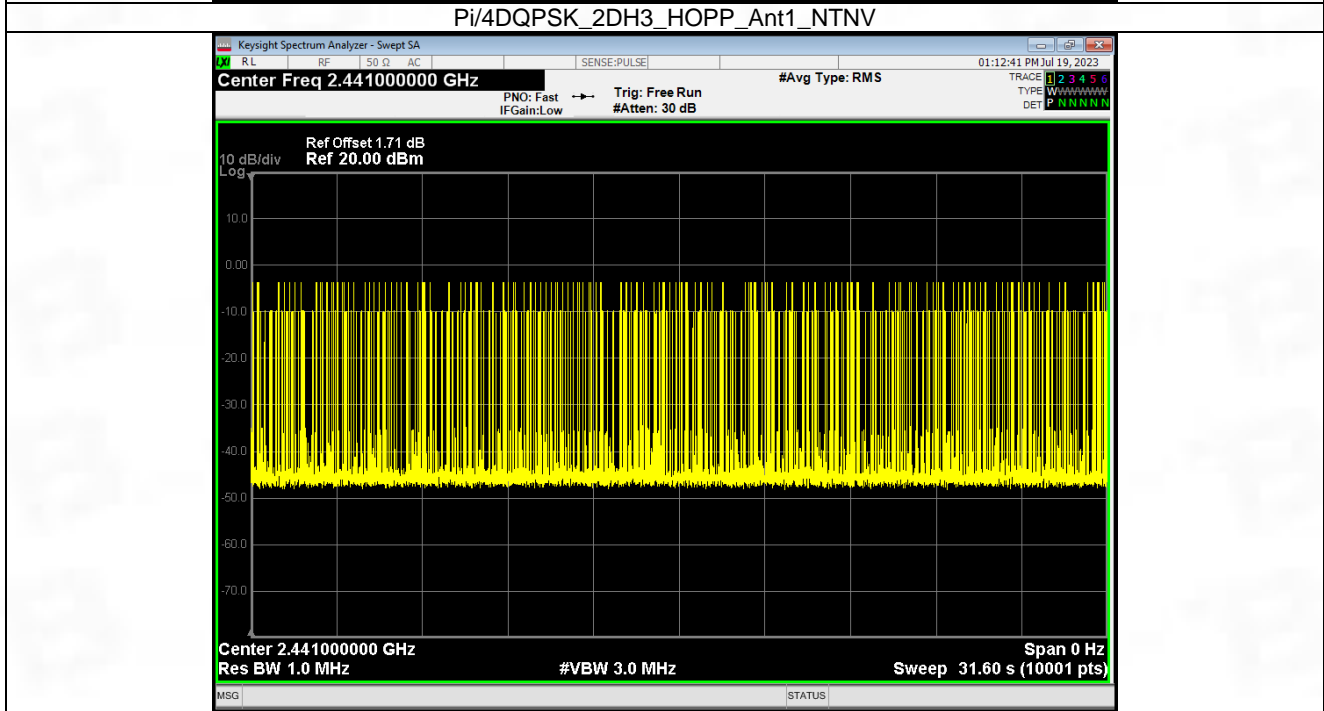 Pi/4DQPSK_2DH3_HOPP_Ant1_NTNV
Keysight Spectrum Analyzer - Swept SA
LXI RL RF 50 Ω AC SENSE:PULSE 01:12:41 PM Jul 19, 2023
Center Freq 2.441000000 GHz #Avg Type: RMS TRACE 1 2 3 4 5 6
PNO: Fast Trig: Free Run TYPE WWWWWW
IFGain:Low #Atten: 30 dB DET P N N N N N
Ref Offset 1.71 dB
10 dB/div Ref 20.00 dBm
Log
10.0
0.00
-10.0
-20.0
-30.0
-40.0
-50.0
-60.0
-70.0
Center 2.441000000 GHz Span 0 Hz
Res BW 1.0 MHz #VBW 3.0 MHz Sweep 31.60 s (10001 pts)
MSG STATUS